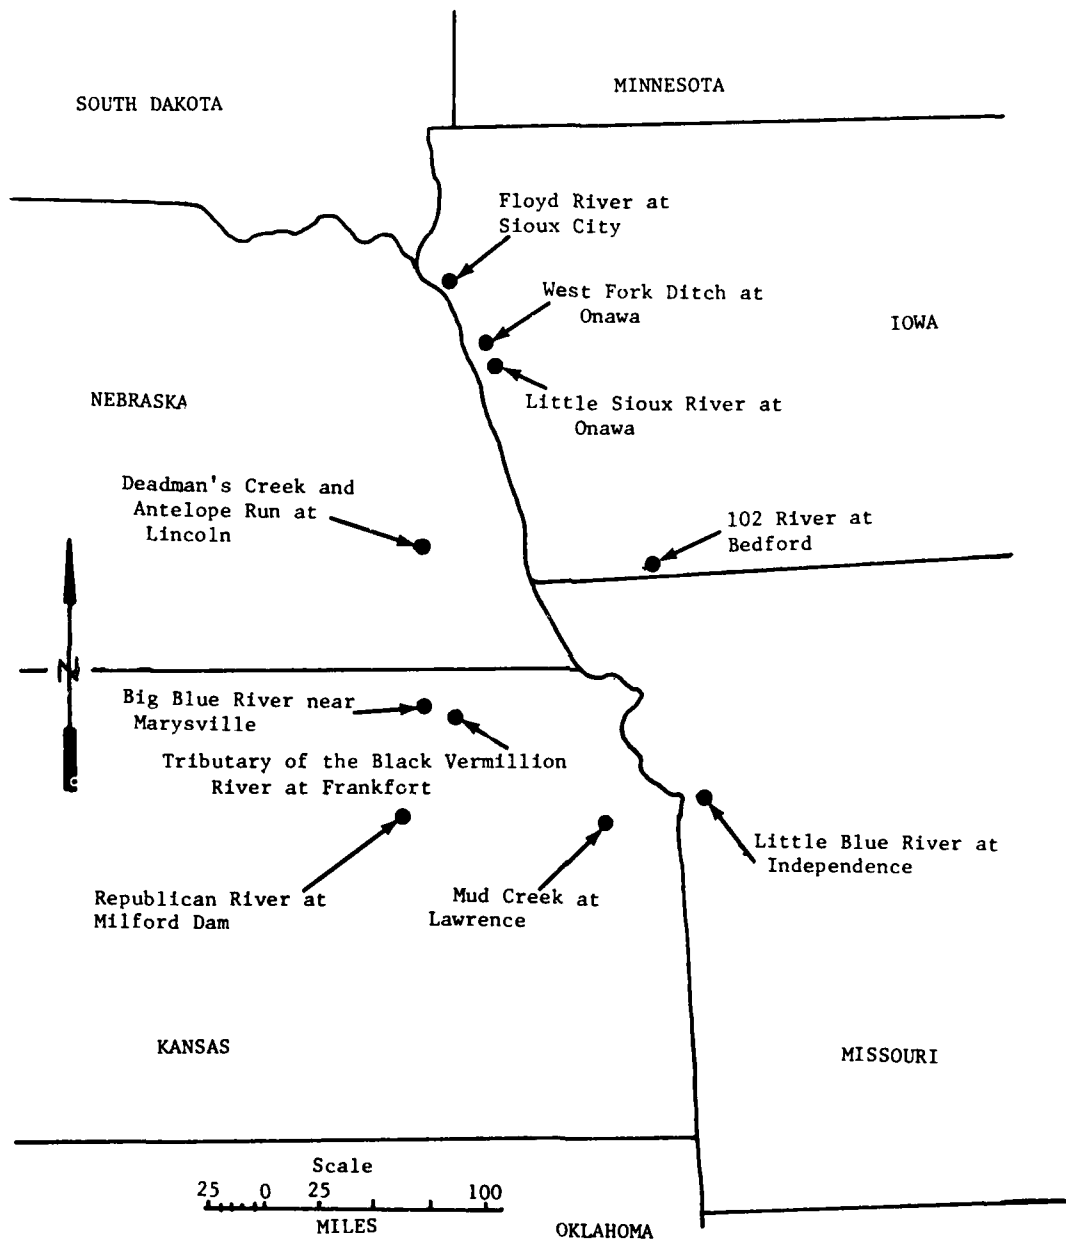 SOUTH DAKOTA
MINNESOTA
Floyd River at
Sioux City
West Fork Ditch at
Onawa
IOWA
NEBRASKA
Little Sioux River at
Onawa
Deadman's Creek and
Antelope Run at
Lincoln
102 River at
Bedford
N
Big Blue River near
Marysville
Tributary of the Black Vermillion
River at Frankfort
Little Blue River at
Independence
Republican River at
Milford Dam
Mud Creek at
Lawrence
KANSAS
MISSOURI
Scale
25 0 25 100
MILES
OKLAHOMA